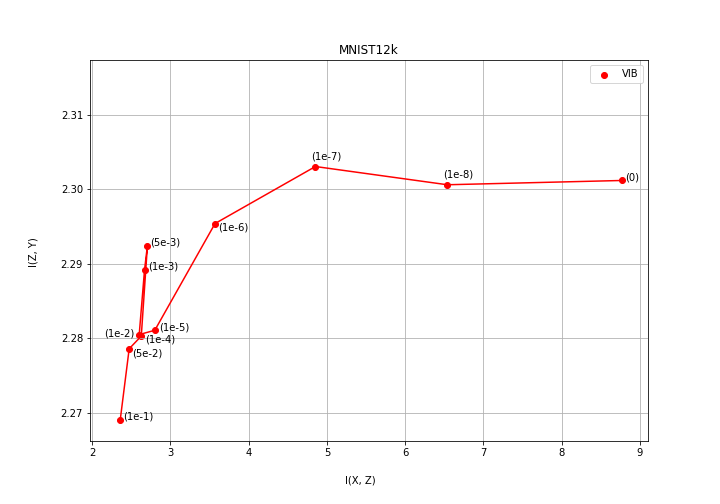 MNIST12k
VIB
2.31
(1e-7)
2.30
(1e-8)
(0)
(1e-6)
I(Z, Y)
2.29
(5e-3)
(1e-3)
2.28
(1e-2)
(1e-5)
(1e-4)
(5e-2)
2.27
(1e-1)
2 3 4 5 6 7 8 9
I(X, Z)